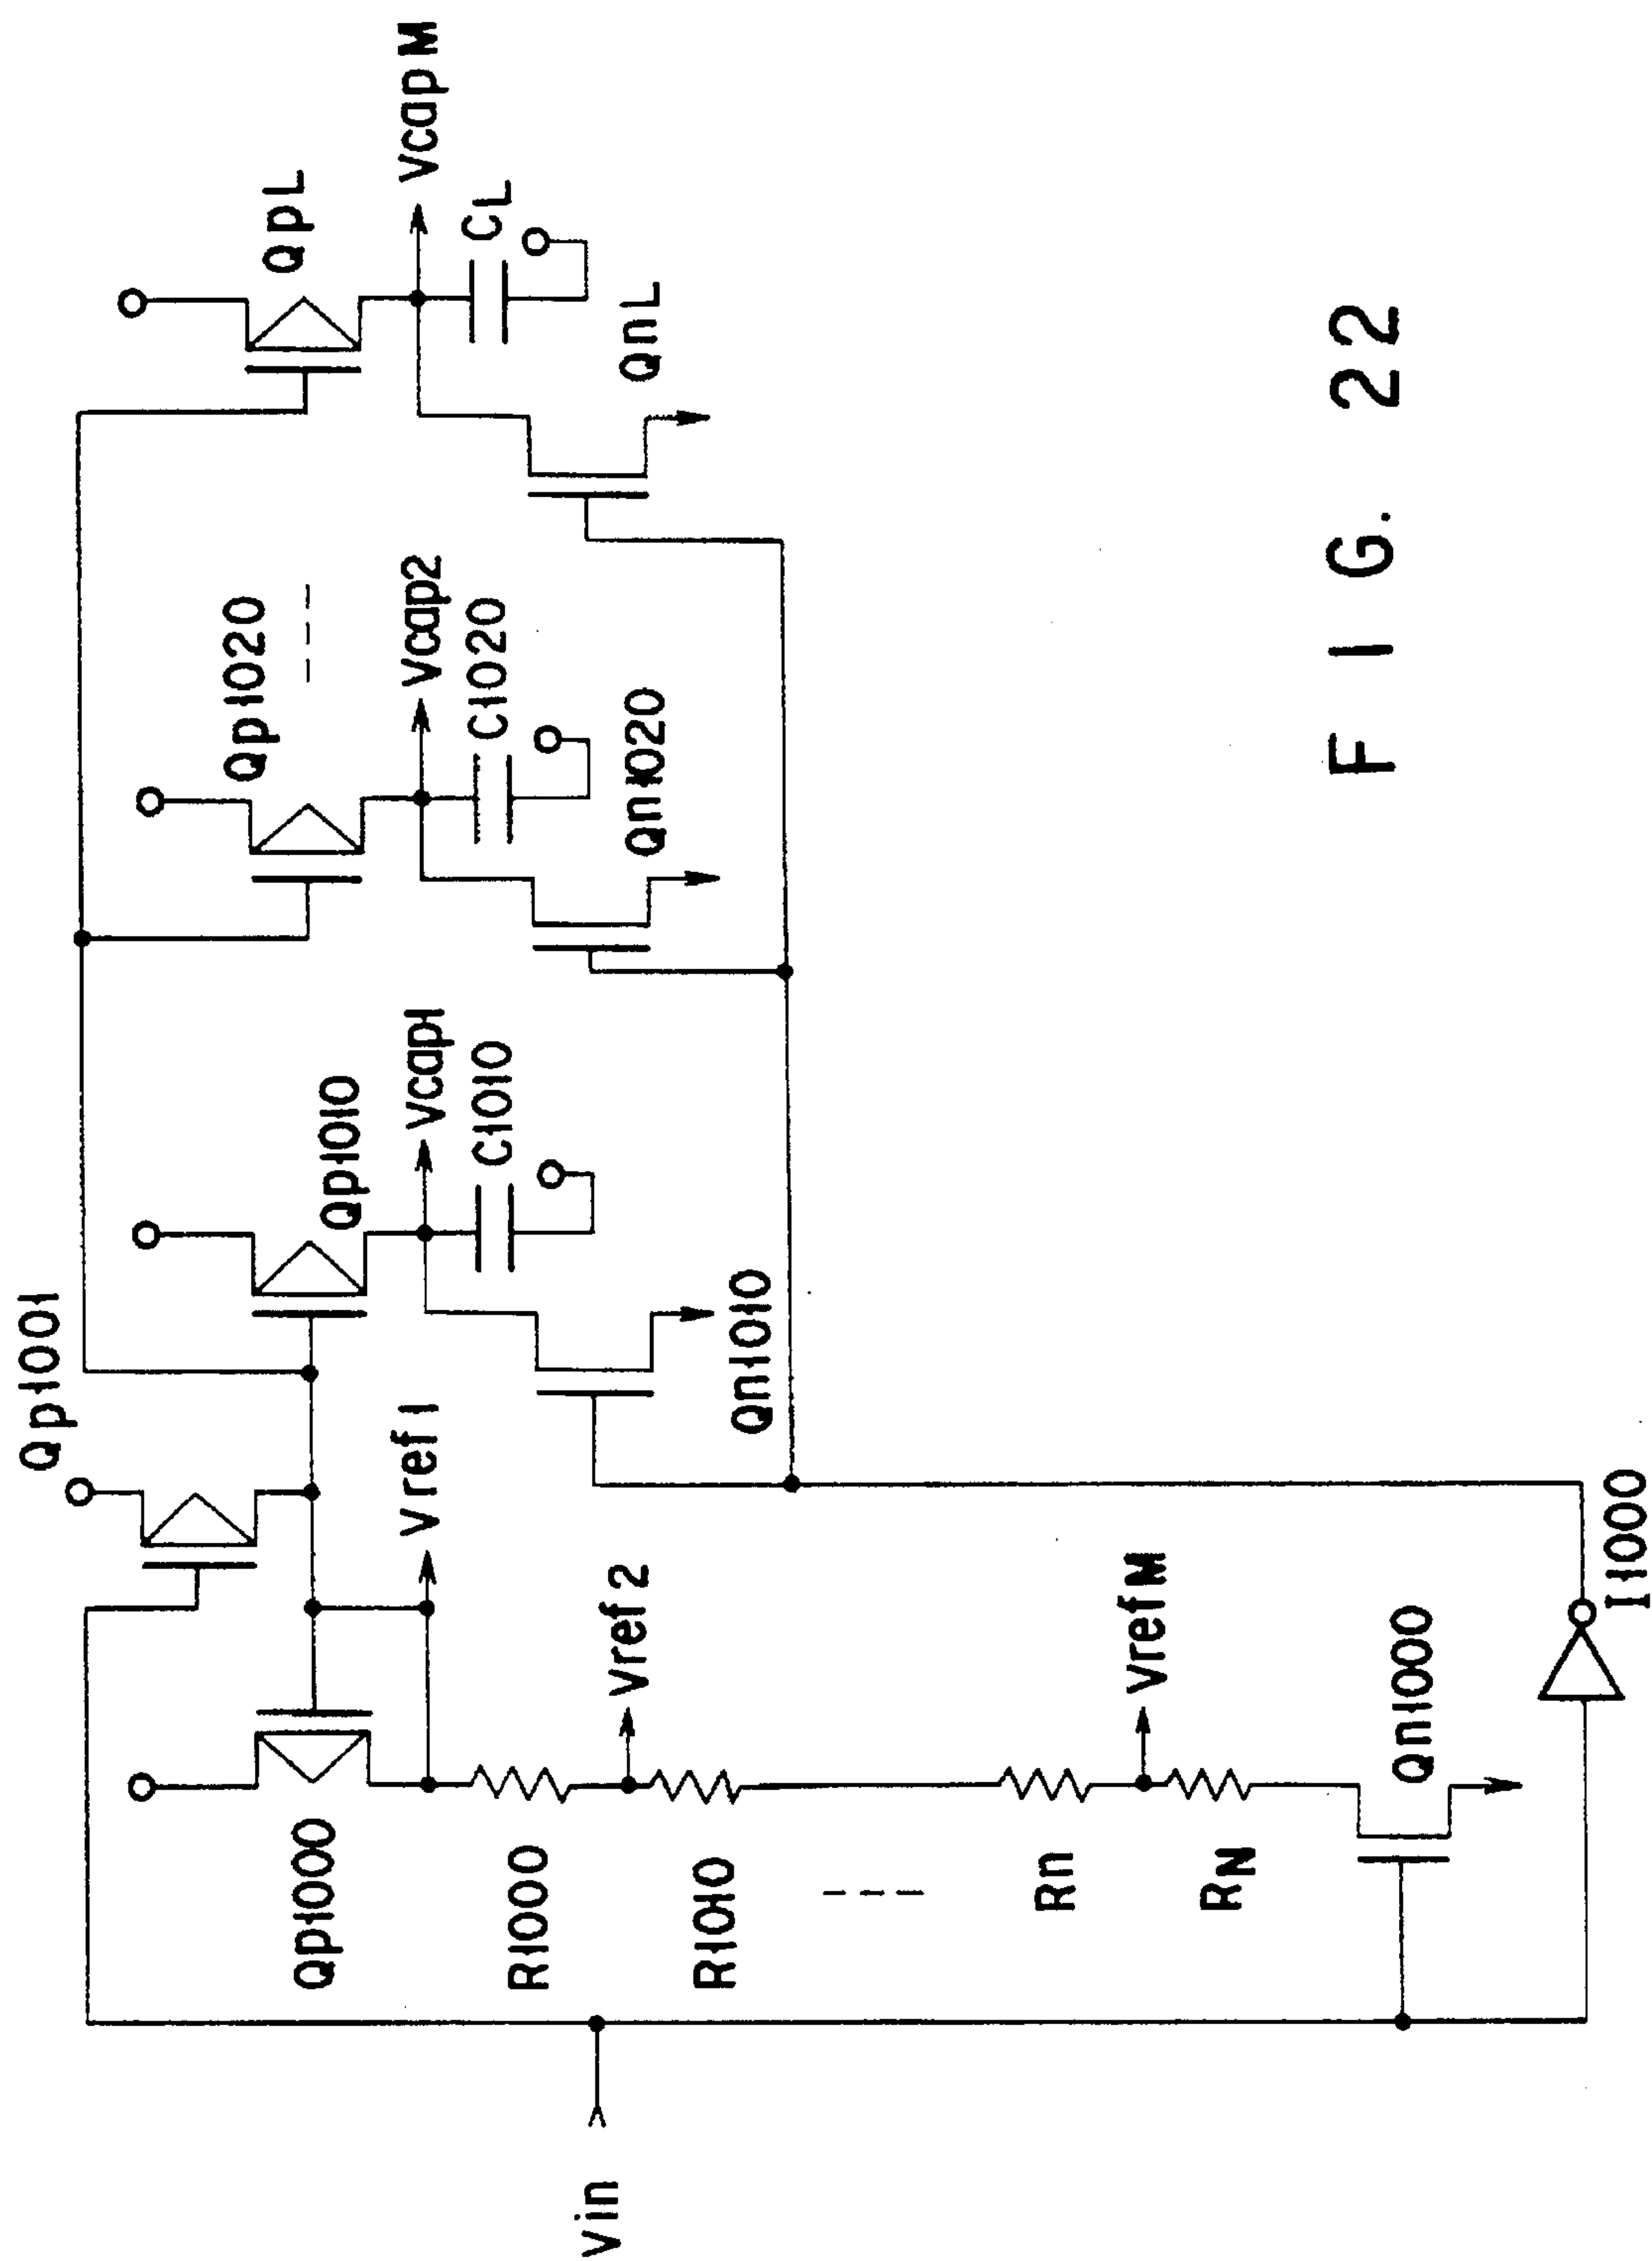 Qp1001
Qp1000
Qp1010
Qp1020
QpL
Vref1
Vcap1
Vcap2
VcapM
R1000
C1010
C1020
CL
Vin
Vref2
R1010
Qn1010
Qn1020
QnL
Rn
VrefM
RN
Qn1000
I1000
FIG. 22